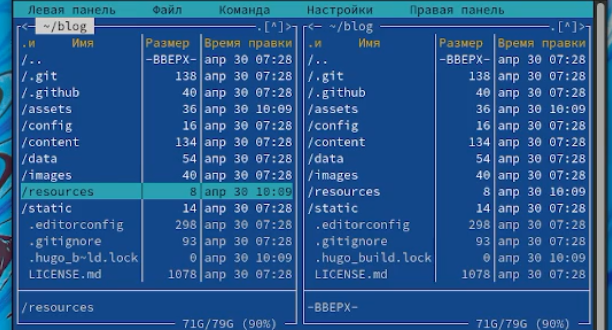 Левая панель Файл Команда Настройки Правая панель
<— ~/blog .[^]> <— ~/blog .[^]>
.и Имя Размер Время правки .и Имя Размер Время правки
/.. -ВВЕРХ- апр 30 07:28 /.. -ВВЕРХ- апр 30 07:28
/.git 138 апр 30 07:28 /.git 138 апр 30 07:28
/.github 40 апр 30 07:28 /.github 40 апр 30 07:28
/assets 36 апр 30 10:09 /assets 36 апр 30 10:09
/config 16 апр 30 07:28 /config 16 апр 30 07:28
/content 134 апр 30 07:28 /content 134 апр 30 07:28
/data 54 апр 30 07:28 /data 54 апр 30 07:28
/images 40 апр 30 07:28 /images 40 апр 30 07:28
/resources 8 апр 30 10:09 /resources 8 апр 30 10:09
/static 14 апр 30 07:28 /static 14 апр 30 07:28
.editorconfig 298 апр 30 07:28 .editorconfig 298 апр 30 07:28
.gitignore 93 апр 30 07:28 .gitignore 93 апр 30 07:28
.hugo_b~ld.lock 0 апр 30 10:09 .hugo_build.lock 0 апр 30 10:09
LICENSE.md 1078 апр 30 07:28 LICENSE.md 1078 апр 30 07:28
/resources -ВВЕРХ-
71G/79G (90%) 71G/79G (90%)